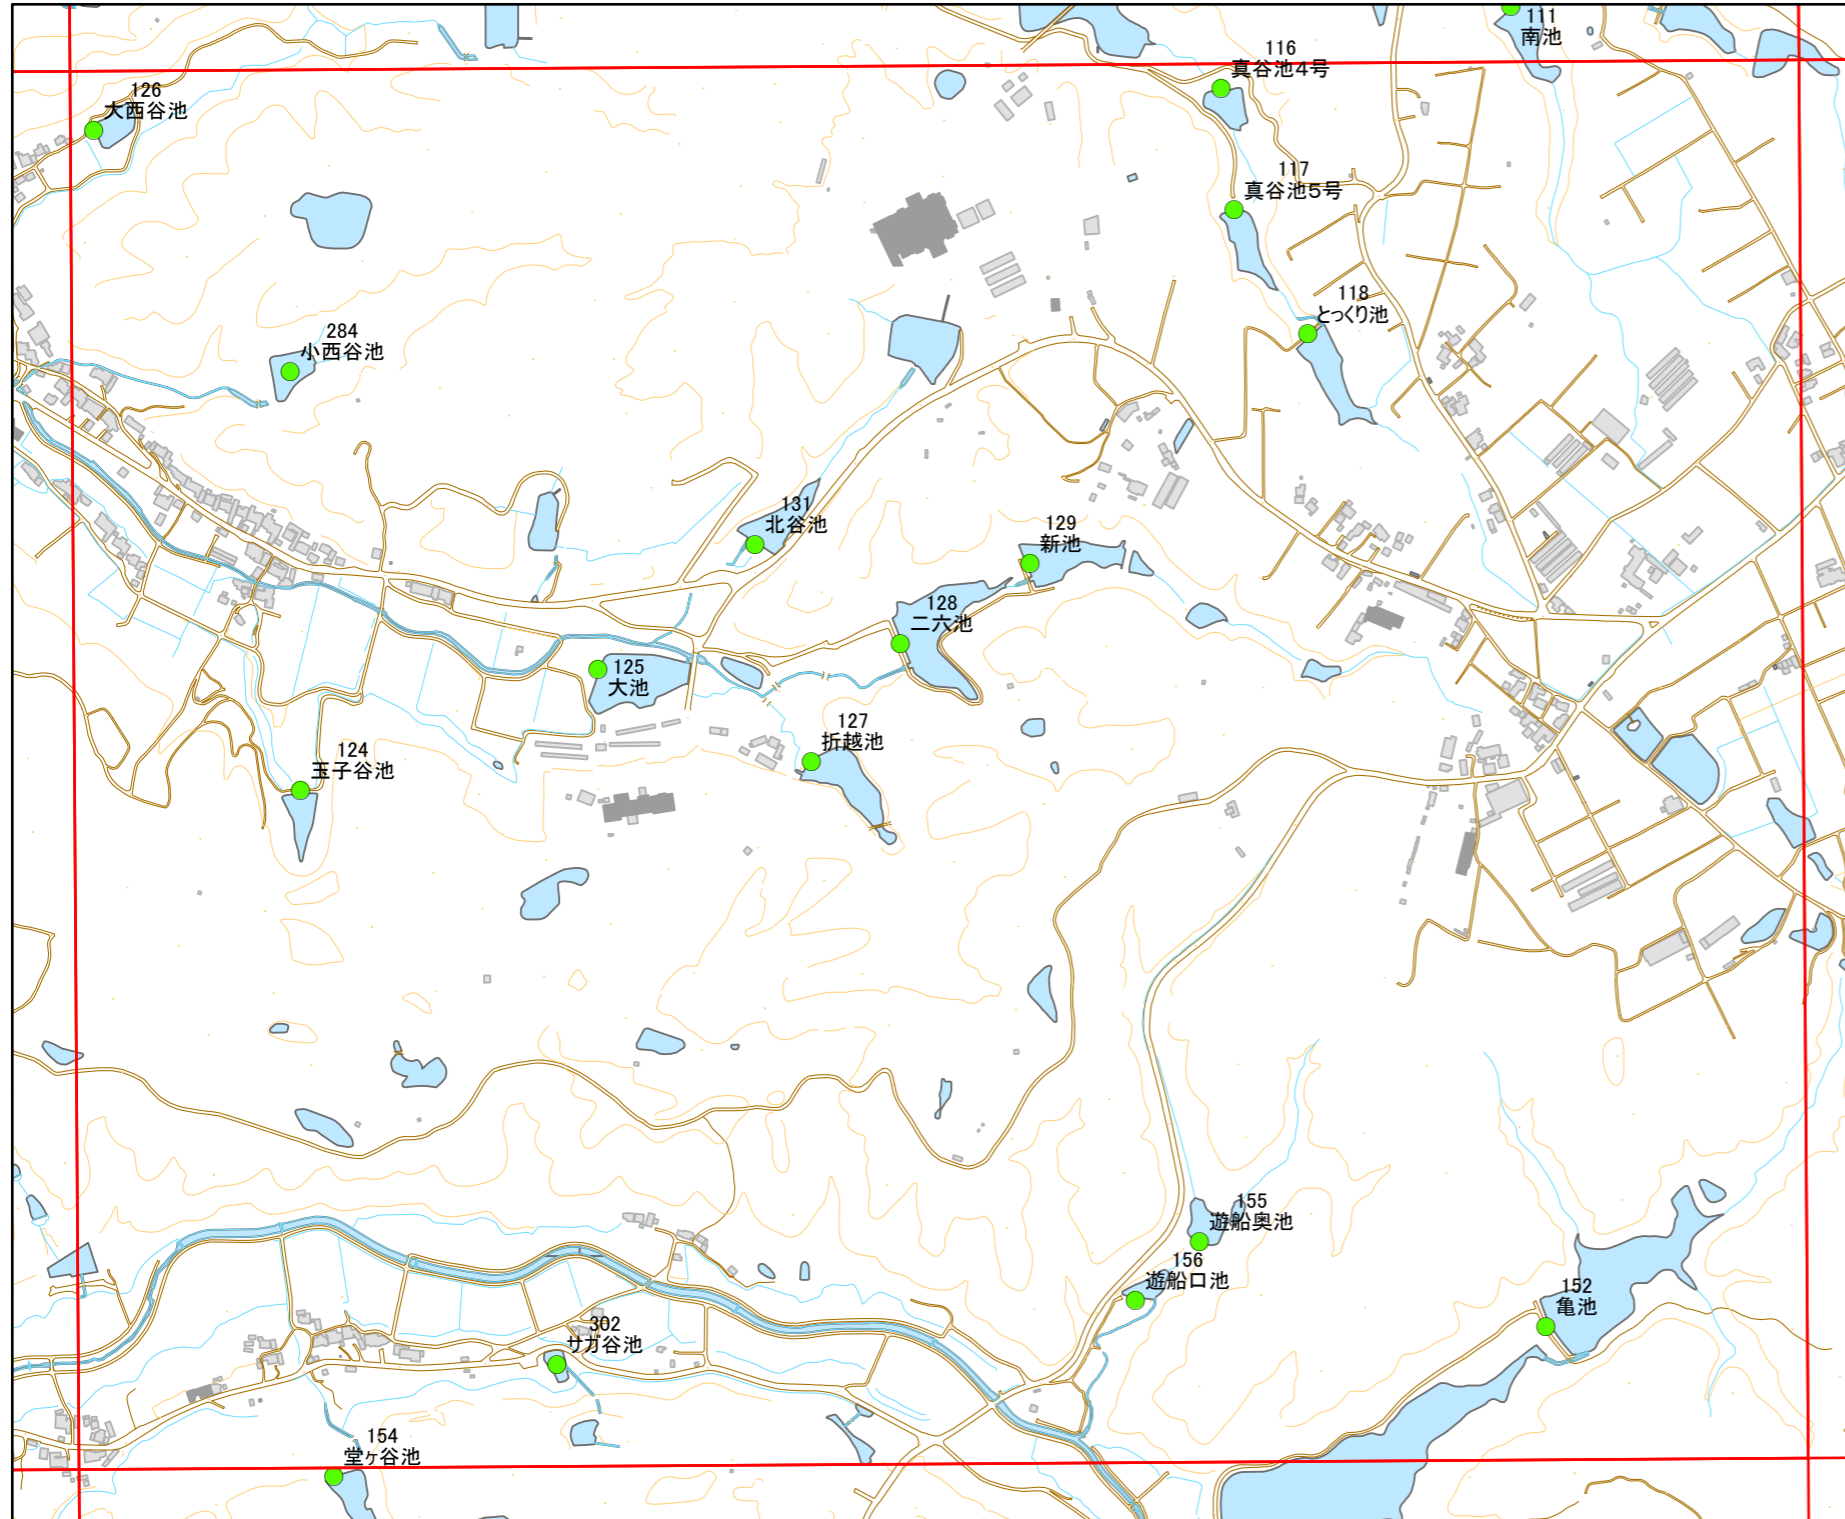 111
南池
116
真谷池4号
126
大西谷池
117
真谷池5号
118
とっくり池
284
小西谷池
131
北谷池
129
新池
128
二六池
125
大池
127
折越池
124
玉子谷池
155
遊船奥池
156
遊船口池
152
亀池
302
サガ谷池
154
堂ヶ谷池